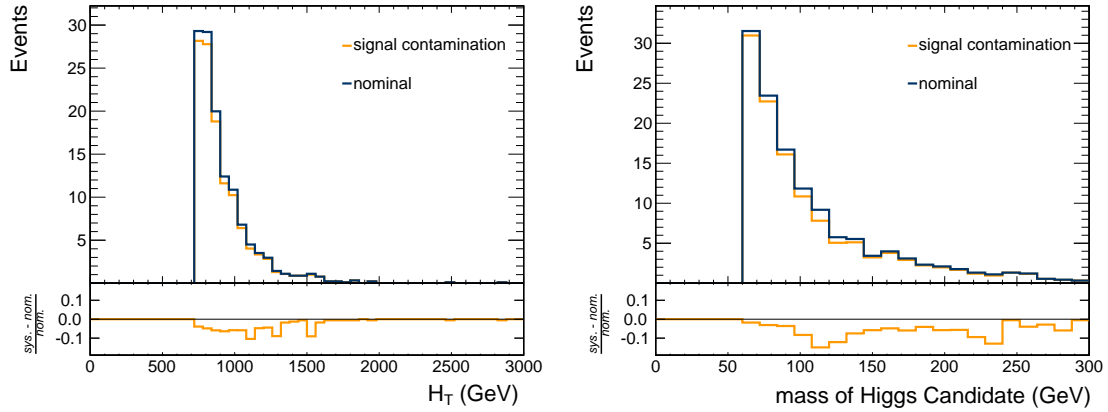 Events
30
25
20
15
10
5
signal contamination
nominal
sys. - nom.
nom.
0.1
0.0
-0.1
0 500 1000 1500 2000 2500 3000
H_T (GeV)
Events
35
30
25
20
15
10
5
signal contamination
nominal
sys. - nom.
nom.
0.1
0.0
-0.1
0 50 100 150 200 250 300
mass of Higgs Candidate (GeV)